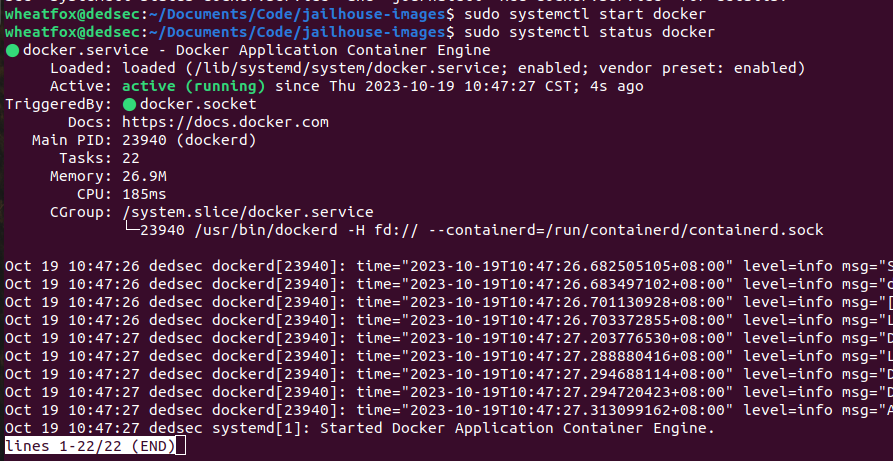 wheatfox@dedsec:~/Documents/Code/jailhouse-images$ sudo systemctl start docker
wheatfox@dedsec:~/Documents/Code/jailhouse-images$ sudo systemctl status docker
● docker.service - Docker Application Container Engine
     Loaded: loaded (/lib/systemd/system/docker.service; enabled; vendor preset: enabled)
     Active: active (running) since Thu 2023-10-19 10:47:27 CST; 4s ago
TriggeredBy: ● docker.socket
       Docs: https://docs.docker.com
   Main PID: 23940 (dockerd)
      Tasks: 22
     Memory: 26.9M
        CPU: 185ms
     CGroup: /system.slice/docker.service
             └─23940 /usr/bin/dockerd -H fd:// --containerd=/run/containerd/containerd.sock
Oct 19 10:47:26 dedsec dockerd[23940]: time="2023-10-19T10:47:26.682505105+08:00" level=info msg="S
Oct 19 10:47:26 dedsec dockerd[23940]: time="2023-10-19T10:47:26.683497102+08:00" level=info msg="c
Oct 19 10:47:26 dedsec dockerd[23940]: time="2023-10-19T10:47:26.701130928+08:00" level=info msg="[
Oct 19 10:47:26 dedsec dockerd[23940]: time="2023-10-19T10:47:26.703372855+08:00" level=info msg="L
Oct 19 10:47:27 dedsec dockerd[23940]: time="2023-10-19T10:47:27.203776530+08:00" level=info msg="D
Oct 19 10:47:27 dedsec dockerd[23940]: time="2023-10-19T10:47:27.288880416+08:00" level=info msg="L
Oct 19 10:47:27 dedsec dockerd[23940]: time="2023-10-19T10:47:27.294688114+08:00" level=info msg="D
Oct 19 10:47:27 dedsec dockerd[23940]: time="2023-10-19T10:47:27.294720423+08:00" level=info msg="D
Oct 19 10:47:27 dedsec dockerd[23940]: time="2023-10-19T10:47:27.313099162+08:00" level=info msg="A
Oct 19 10:47:27 dedsec systemd[1]: Started Docker Application Container Engine.
lines 1-22/22 (END)